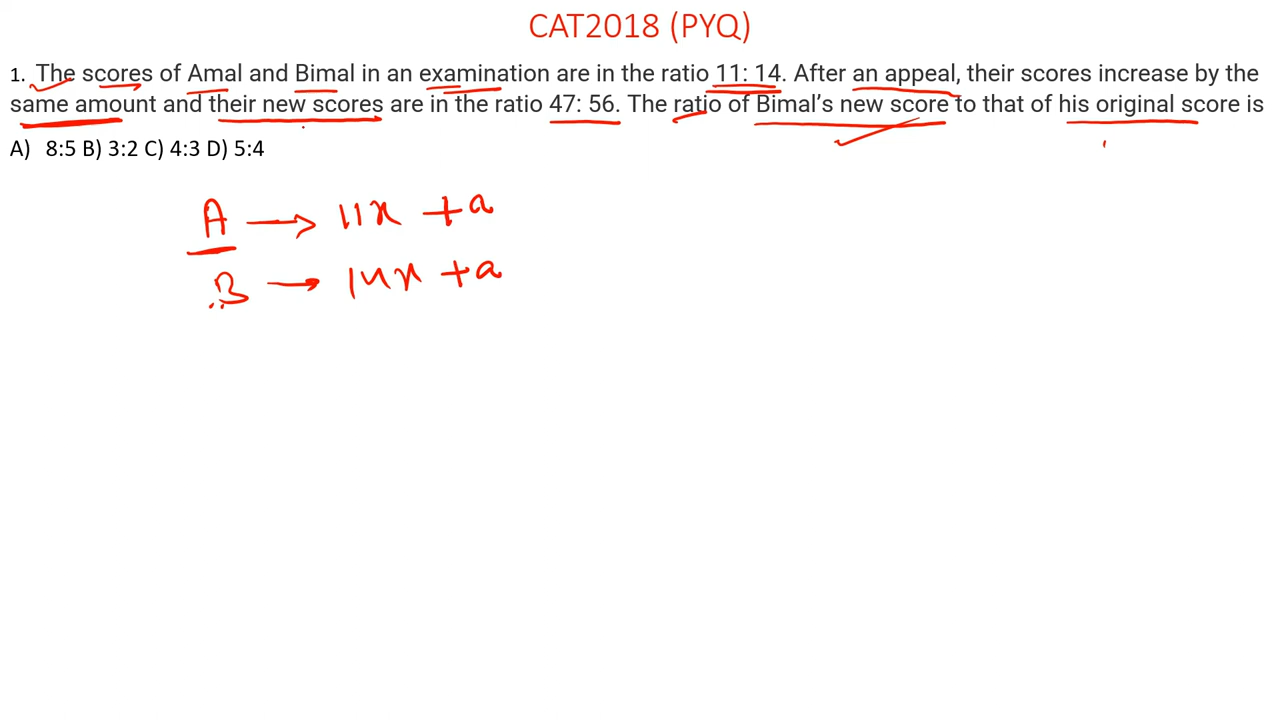 CAT2018 (PYQ)
1. The scores of Amal and Bimal in an examination are in the ratio 11: 14. After an appeal, their scores increase by the
same amount and their new scores are in the ratio 47: 56. The ratio of Bimal’s new score to that of his original score is
A) 8:5 B) 3:2 C) 4:3 D) 5:4
A → 11x + a
B → 14x + a